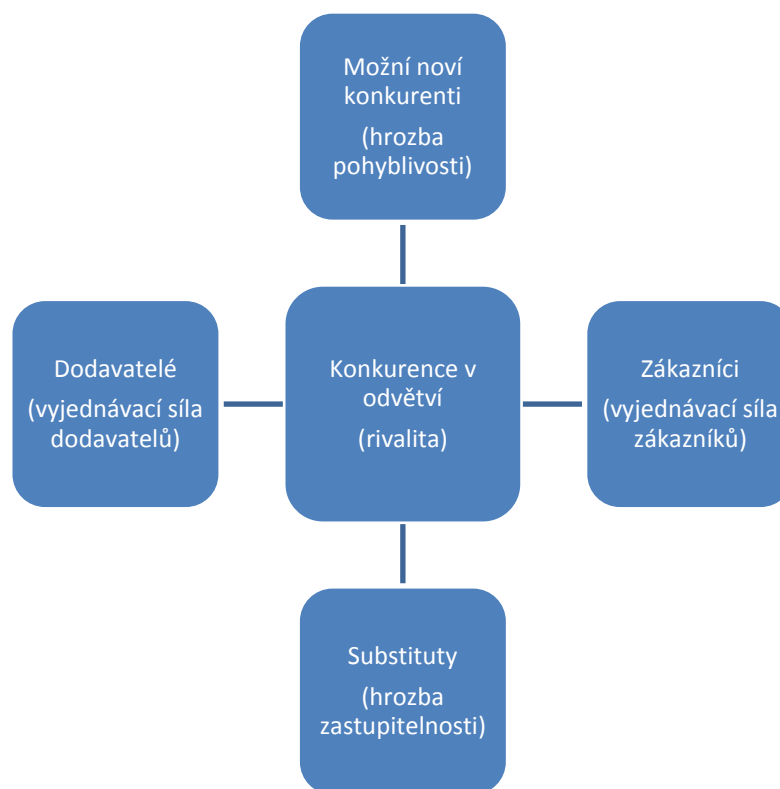 Možní noví
konkurenti
(hrozba
pohyblivosti)
Dodavatelé
(vyjednávací síla
dodavatelů)
Konkurence v
odvětví
(rivalita)
Zákazníci
(vyjednávací síla
zákazníků)
Substituty
(hrozba
zastupitelnosti)